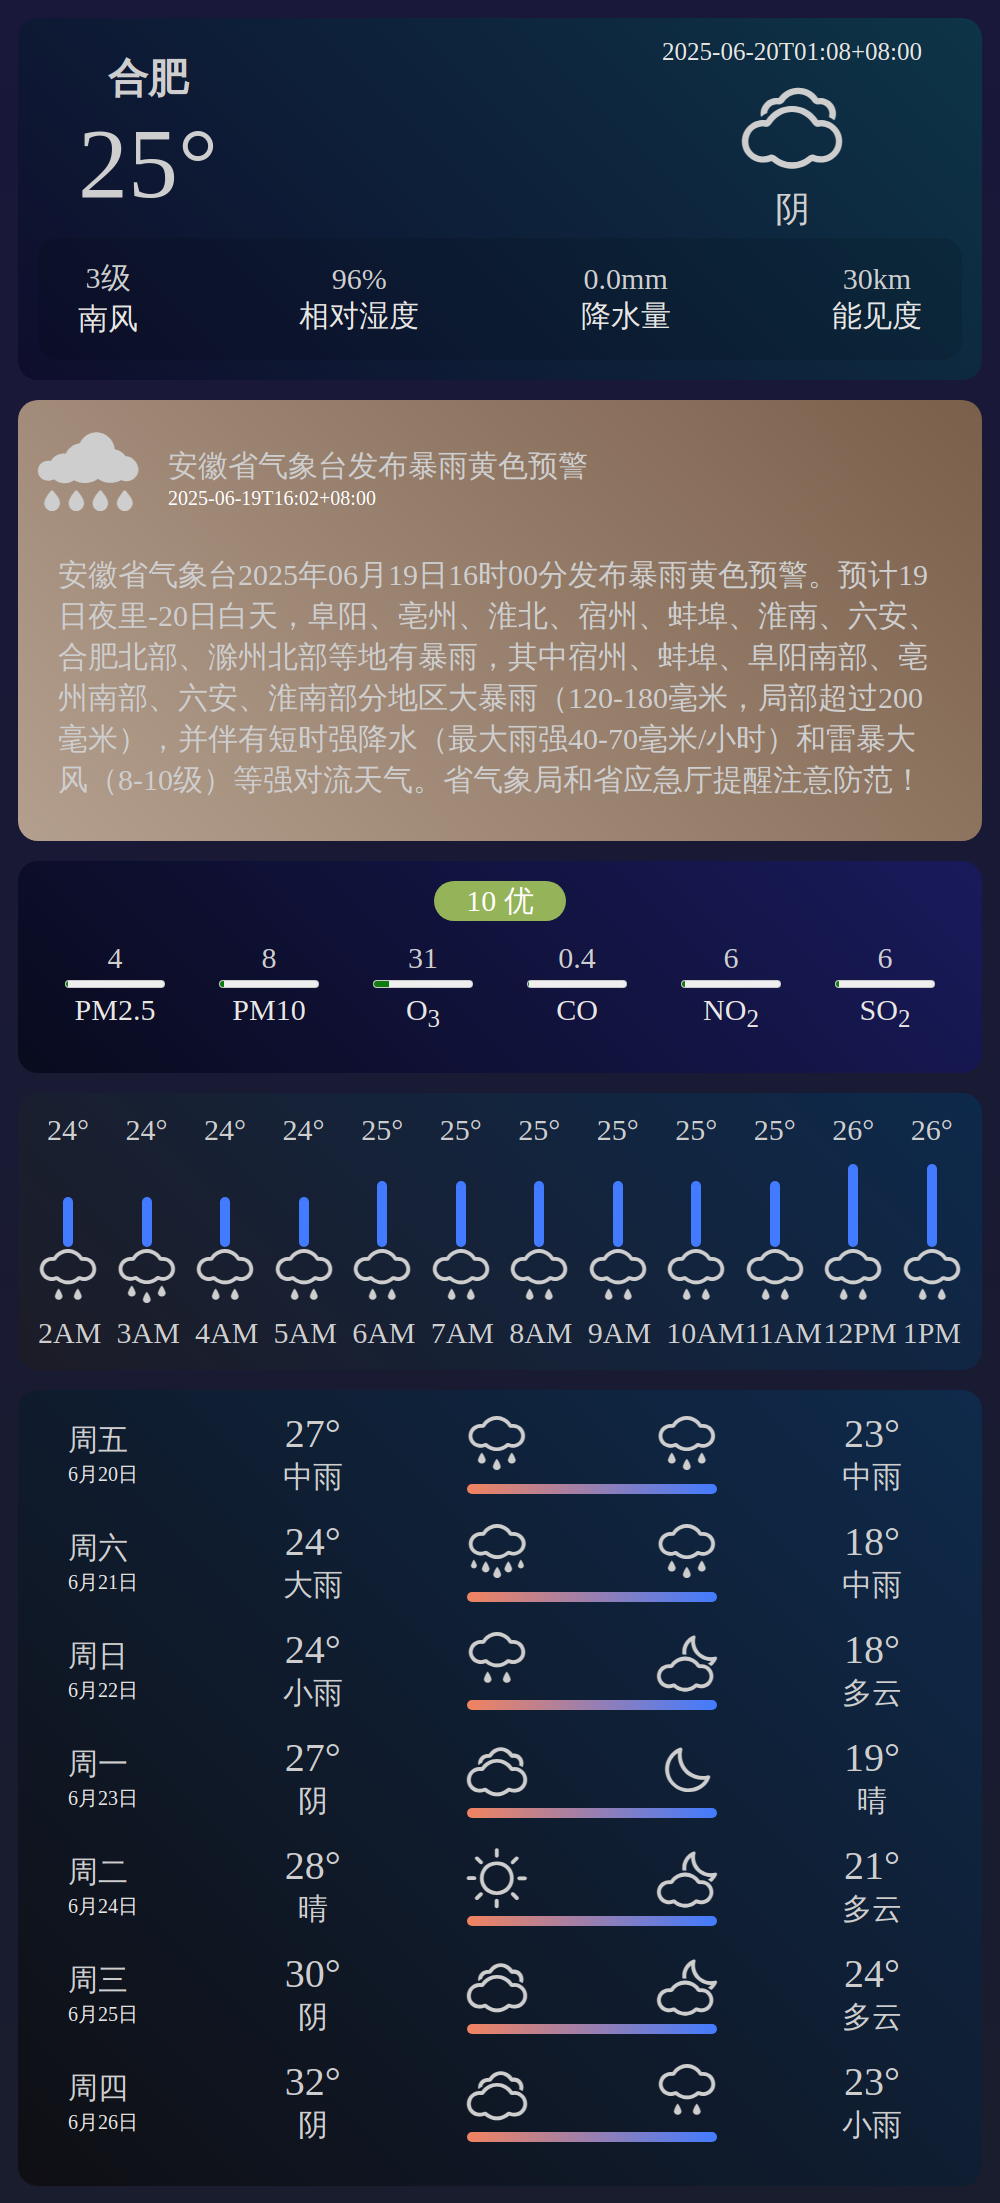 合肥
25°
2025-06-20T01:08+08:00
阴
3级 96% 0.0mm 30km
南风 相对湿度 降水量 能见度
安徽省气象台发布暴雨黄色预警
2025-06-19T16:02+08:00
安徽省气象台2025年06月19日16时00分发布暴雨黄色预警。预计19
日夜里-20日白天，阜阳、亳州、淮北、宿州、蚌埠、淮南、六安、
合肥北部、滁州北部等地有暴雨，其中宿州、蚌埠、阜阳南部、亳
州南部、六安、淮南部分地区大暴雨（120-180毫米，局部超过200
毫米），并伴有短时强降水（最大雨强40-70毫米/小时）和雷暴大
风（8-10级）等强对流天气。省气象局和省应急厅提醒注意防范！
10 优
4 8 31 0.4 6 6
PM2.5 PM10 O3 CO NO2 SO2
24° 24° 24° 24° 25° 25° 25° 25° 25° 25° 26° 26°
2AM 3AM 4AM 5AM 6AM 7AM 8AM 9AM 10AM 11AM 12PM 1PM
周五 27° 23°
6月20日 中雨 中雨
周六 24° 18°
6月21日 大雨 中雨
周日 24° 18°
6月22日 小雨 多云
周一 27° 19°
6月23日 阴 晴
周二 28° 21°
6月24日 晴 多云
周三 30° 24°
6月25日 阴 多云
周四 32° 23°
6月26日 阴 小雨